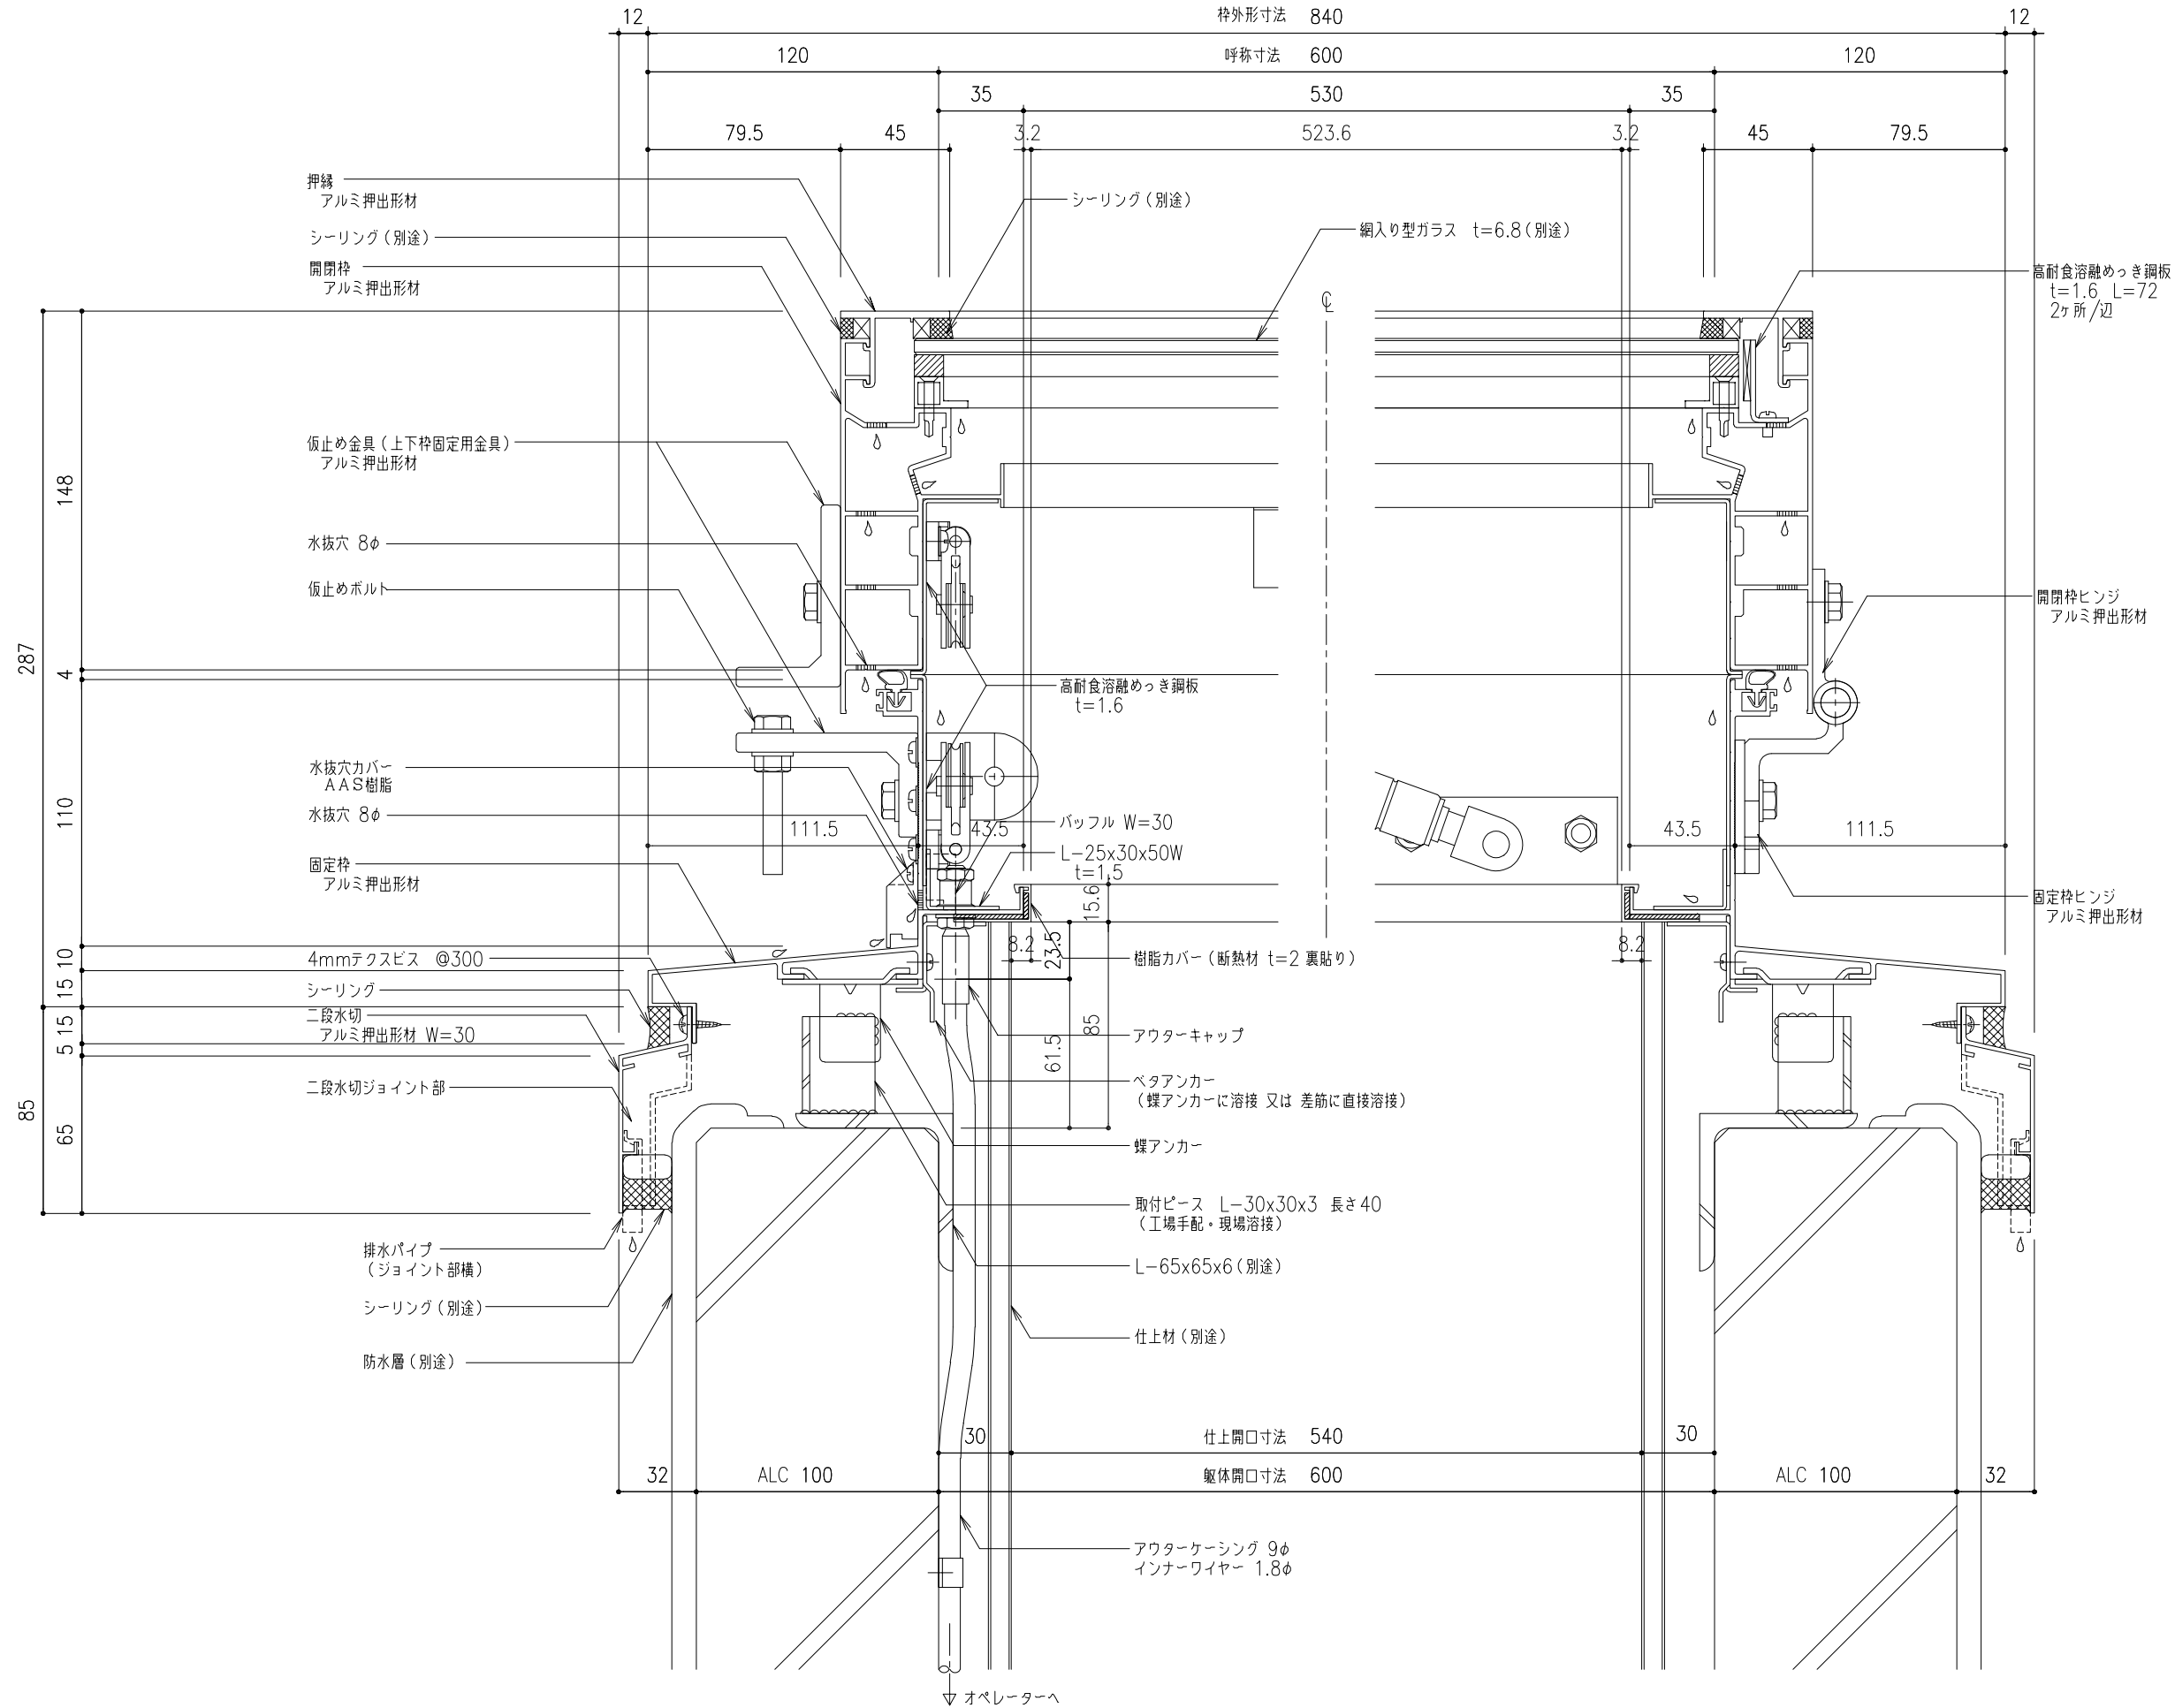 12 枠外形寸法 840 12
120 呼称寸法 600 120
35 530 35
79.5 45 3.2 523.6 3.2 45 79.5
押縁
アルミ押出形材
シーリング(別途)
シーリング(別途)
網入り型ガラス t=6.8(別途)
開閉枠
アルミ押出形材
高耐食溶融めっき鋼板
t=1.6 L=72
2ヶ所/辺
℄
仮止め金具(上下枠固定用金具)
アルミ押出形材
148
水抜穴 8φ
仮止めボルト
開閉枠ヒンジ
アルミ押出形材
287
4
高耐食溶融めっき鋼板
t=1.6
水抜穴カバー
AAS樹脂
水抜穴 8φ
110
111.5 43.5
43.5 111.5
バッフル W=30
L-25x30x50W
t=1.5
固定枠
アルミ押出形材
固定枠ヒンジ
アルミ押出形材
15.6
8.2
23.5
8.2
10
4mmテクスビス @300
樹脂カバー(断熱材 t=2 裏貼り)
15
シーリング
二段水切
アルミ押出形材 W=30
15
5
85
61.5
アウターキャップ
二段水切ジョイント部
ベタアンカー
(蝶アンカーに溶接 又は 差筋に直接溶接)
85
65
蝶アンカー
取付ピース L-30x30x3 長さ40
(工場手配・現場溶接)
排水パイプ
(ジョイント部横)
L-65x65x6(別途)
シーリング(別途)
仕上材(別途)
防水層(別途)
30 仕上開口寸法 540 30
32 ALC 100 躯体開口寸法 600 ALC 100 32
アウターケーシング 9φ
インナーワイヤー 1.8φ
オペレーターへ